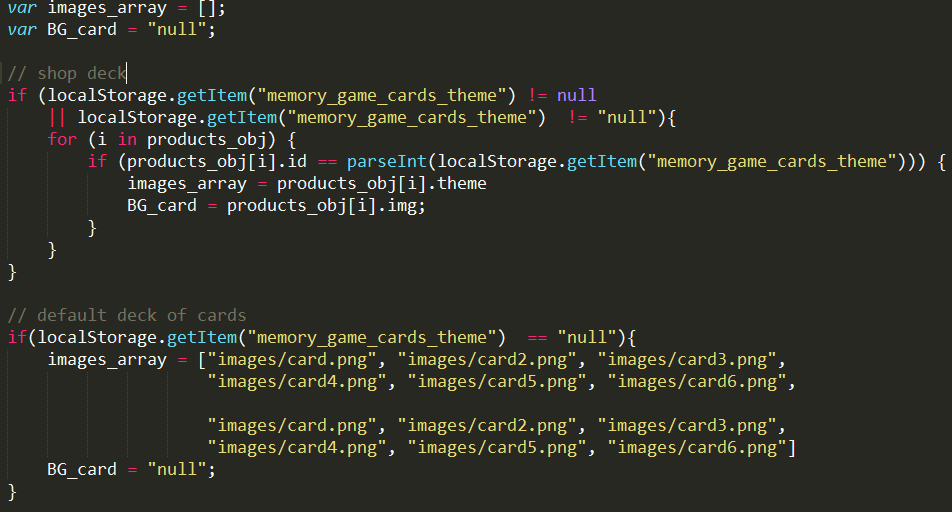 var images_array = [];
var BG_card = "null";
// shop deck
if (localStorage.getItem("memory_game_cards_theme") != null
|| localStorage.getItem("memory_game_cards_theme")  != "null"){
for (i in products_obj) {
if (products_obj[i].id == parseInt(localStorage.getItem("memory_game_cards_theme"))) {
images_array = products_obj[i].theme
BG_card = products_obj[i].img;
}
}
}
// default deck of cards
if(localStorage.getItem("memory_game_cards_theme")  == "null"){
images_array = ["images/card.png", "images/card2.png", "images/card3.png",
"images/card4.png", "images/card5.png", "images/card6.png",
"images/card.png", "images/card2.png", "images/card3.png",
"images/card4.png", "images/card5.png", "images/card6.png"]
BG_card = "null";
}